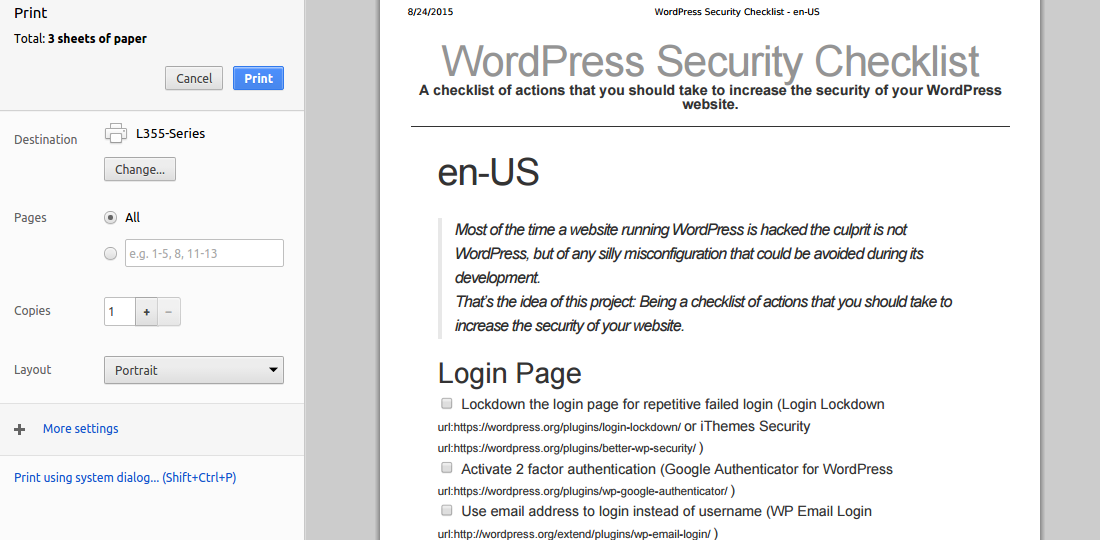 Print
Total: 3 sheets of paper
Cancel
Print
Destination
L355-Series
Change...
Pages
All
e.g. 1-5, 8, 11-13
Copies
1
+
−
Layout
Portrait
More settings
Print using system dialog... (Shift+Ctrl+P)
8/24/2015
WordPress Security Checklist - en-US
WordPress Security Checklist
A checklist of actions that you should take to increase the security of your WordPress
website.
en-US
Most of the time a website running WordPress is hacked the culprit is not
WordPress, but of any silly misconfiguration that could be avoided during its
development.
That's the idea of this project: Being a checklist of actions that you should take to
increase the security of your website.
Login Page
Lockdown the login page for repetitive failed login (Login Lockdown
url:https://wordpress.org/plugins/login-lockdown/ or iThemes Security
url:https://wordpress.org/plugins/better-wp-security/ )
Activate 2 factor authentication (Google Authenticator for WordPress
url:https://wordpress.org/plugins/wp-google-authenticator/ )
Use email address to login instead of username (WP Email Login
url:http://wordpress.org/extend/plugins/wp-email-login/ )